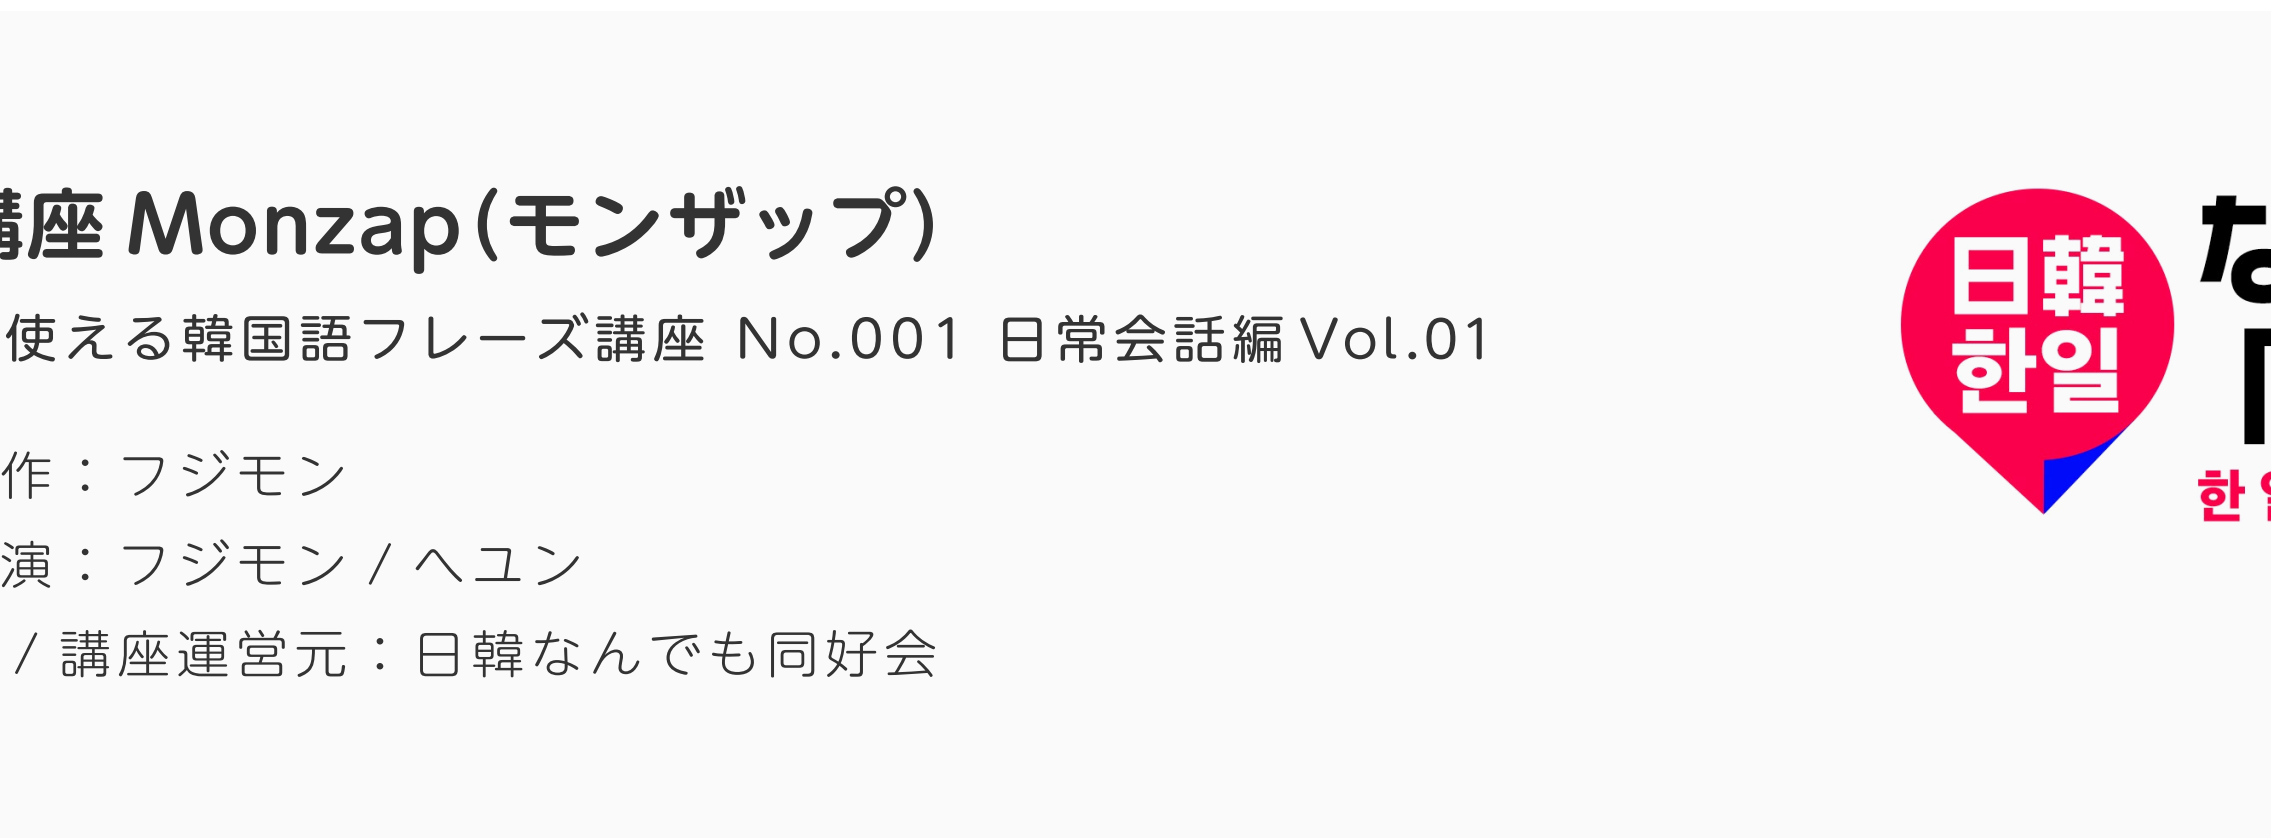 講座 Monzap(モンザップ)
使える韓国語フレーズ講座 No.001 日常会話編 Vol.01
作：フジモン
演：フジモン / ヘユン
/ 講座運営元：日韓なんでも同好会
日韓
한일
な
한